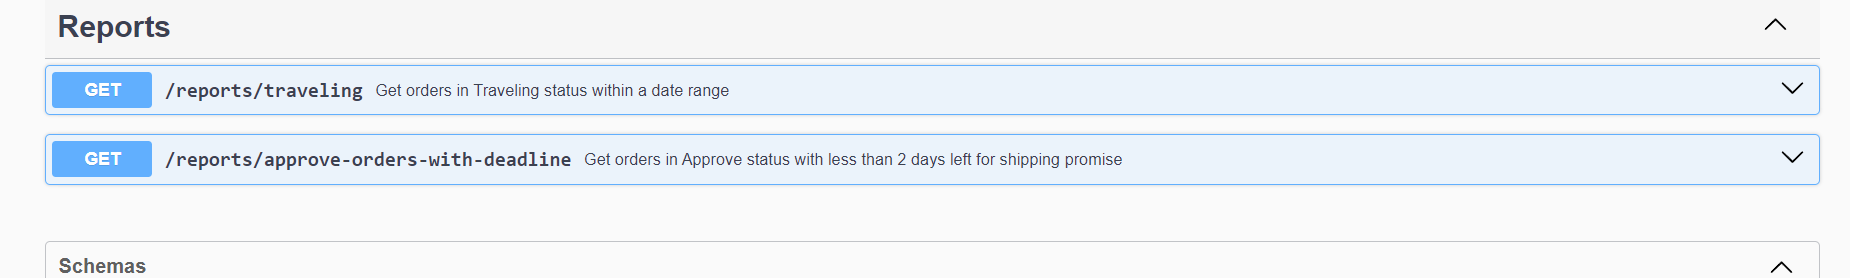 Reports
GET /reports/traveling Get orders in Traveling status within a date range
GET /reports/approve-orders-with-deadline Get orders in Approve status with less than 2 days left for shipping promise
Schemas